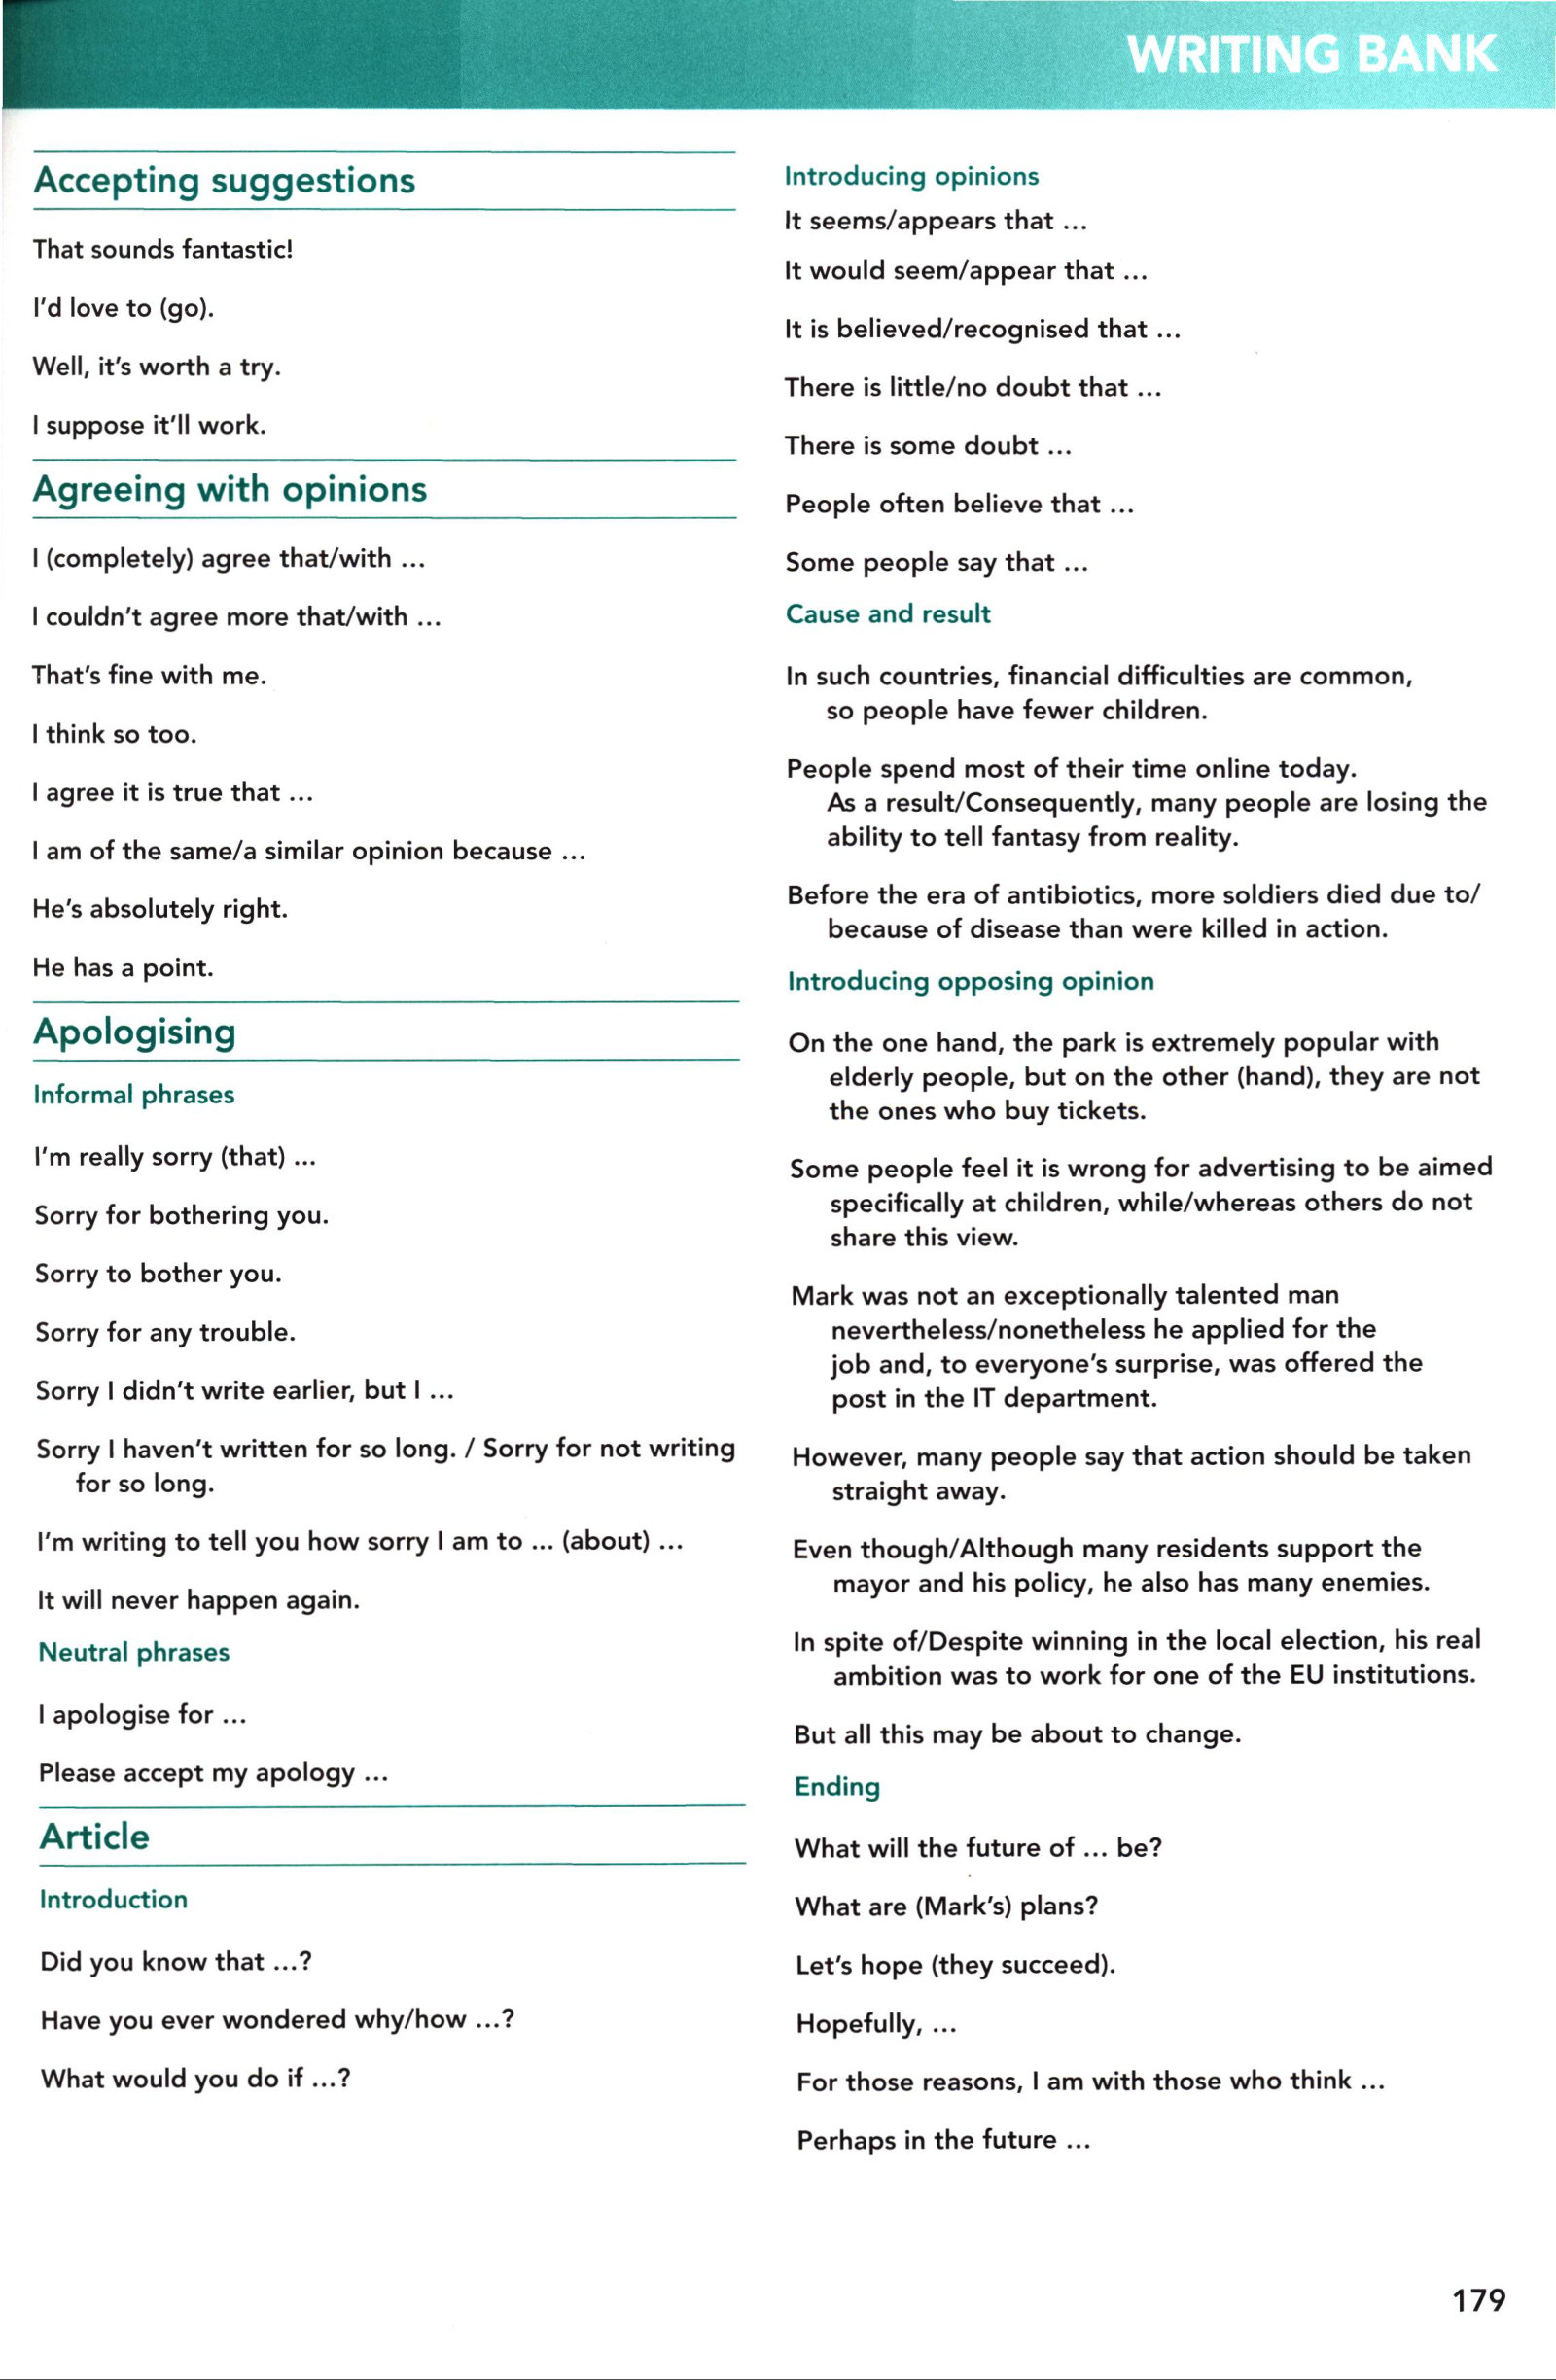 WRITING BANK
Accepting suggestions
That sounds fantastic!
I'd love to (go).
Well, it's worth a try.
I suppose it'll work.
Agreeing with opinions
I (completely) agree that/with ...
I couldn't agree more that/with ...
That's fine with me.
I think so too.
I agree it is true that ...
I am of the same/a similar opinion because ...
He's absolutely right.
He has a point.
Apologising
Informal phrases
I'm really sorry (that) ...
Sorry for bothering you.
Sorry to bother you.
Sorry for any trouble.
Sorry I didn't write earlier, but I ...
Sorry I haven't written for so long. / Sorry for not writing
for so long.
I'm writing to tell you how sorry I am to ... (about) ...
It will never happen again.
Neutral phrases
I apologise for ...
Please accept my apology ...
Article
Introduction
Did you know that ...?
Have you ever wondered why/how ...?
What would you do if ...?
Introducing opinions
It seems/appears that ...
It would seem/appear that ...
It is believed/recognised that ...
There is little/no doubt that ...
There is some doubt ...
People often believe that ...
Some people say that ...
Cause and result
In such countries, financial difficulties are common,
so people have fewer children.
People spend most of their time online today.
As a result/Consequently, many people are losing the
ability to tell fantasy from reality.
Before the era of antibiotics, more soldiers died due to/
because of disease than were killed in action.
Introducing opposing opinion
On the one hand, the park is extremely popular with
elderly people, but on the other (hand), they are not
the ones who buy tickets.
Some people feel it is wrong for advertising to be aimed
specifically at children, while/whereas others do not
share this view.
Mark was not an exceptionally talented man
nevertheless/nonetheless he applied for the
job and, to everyone's surprise, was offered the
post in the IT department.
However, many people say that action should be taken
straight away.
Even though/Although many residents support the
mayor and his policy, he also has many enemies.
In spite of/Despite winning in the local election, his real
ambition was to work for one of the EU institutions.
But all this may be about to change.
Ending
What will the future of ... be?
What are (Mark's) plans?
Let's hope (they succeed).
Hopefully, ...
For those reasons, I am with those who think ...
Perhaps in the future ...
179